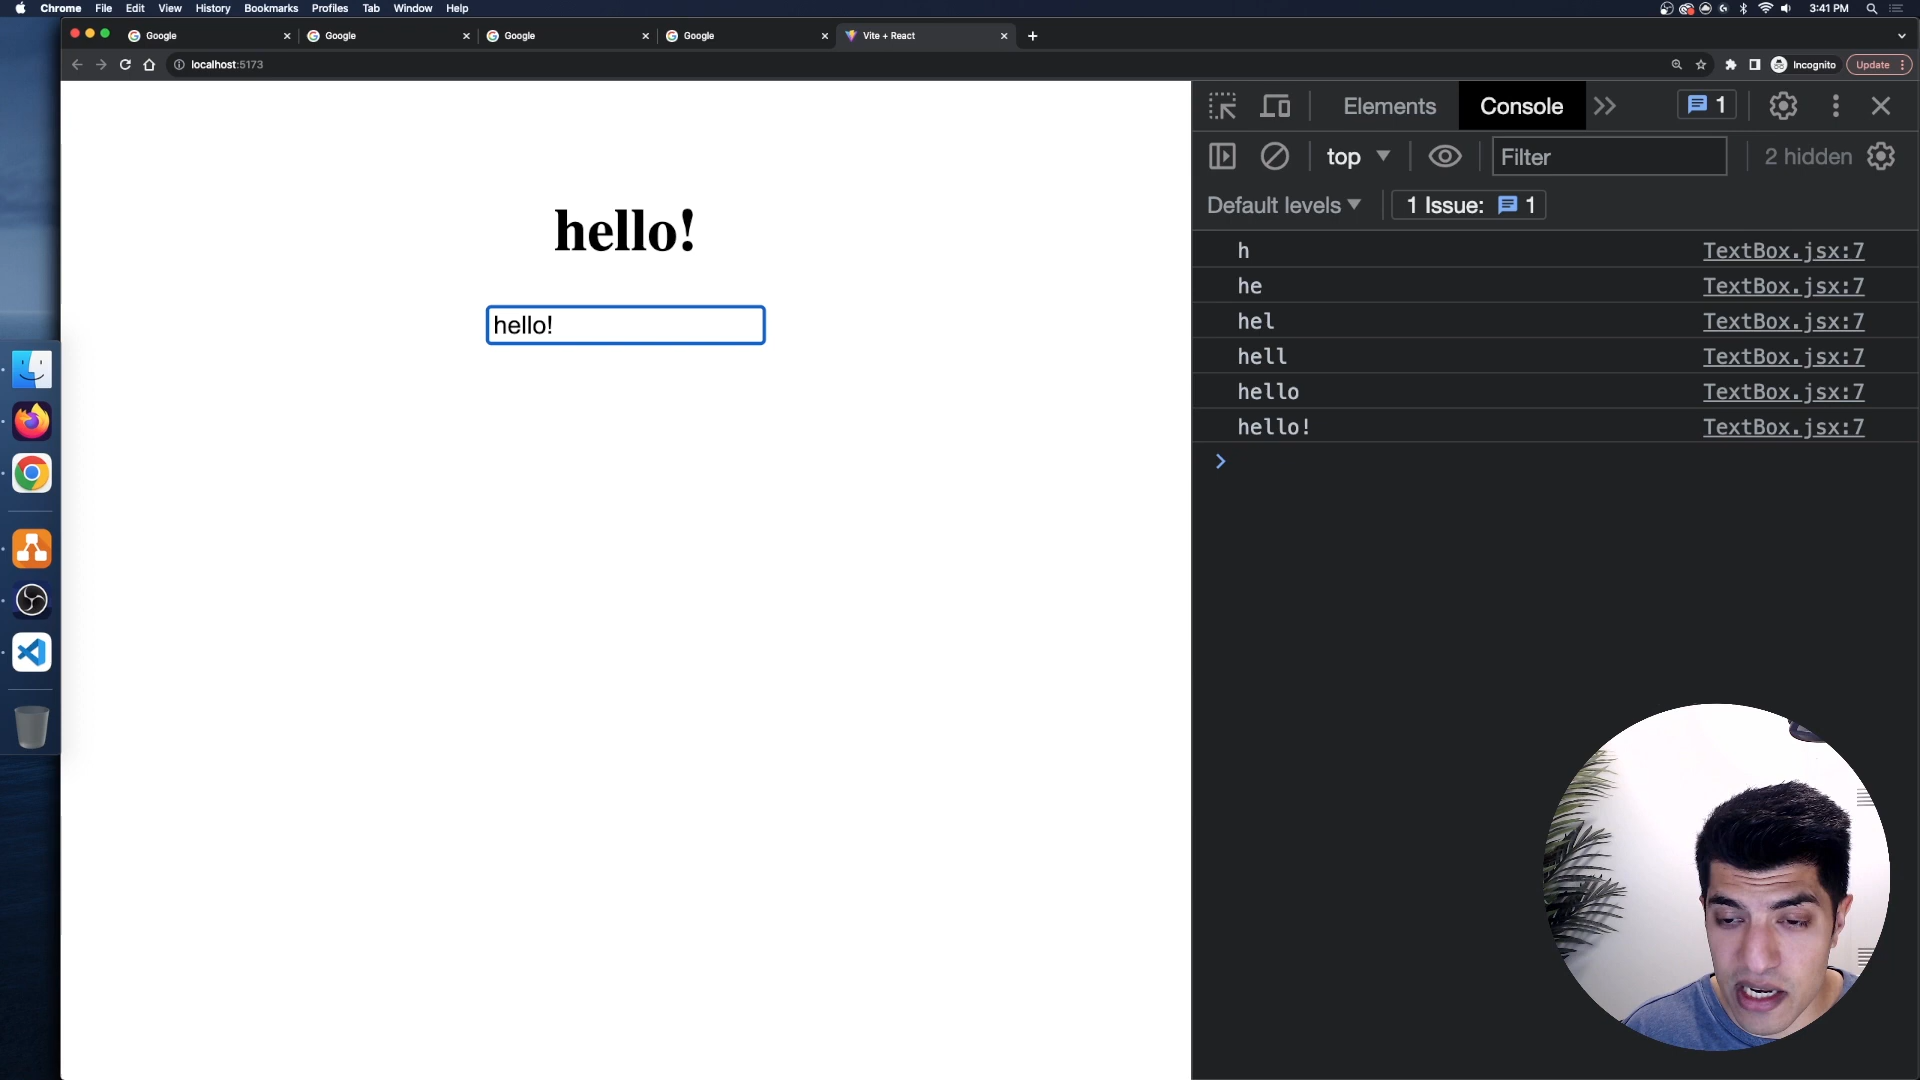 Chrome File Edit View History Bookmarks Profiles Tab Window Help 3:41 PM
Google Google Google Google Vite + React
localhost:5173 Incognito Update
Elements Console 1
top Filter 2 hidden
Default levels 1 Issue: 1
hello!
hello!
h TextBox.jsx:7
he TextBox.jsx:7
hel TextBox.jsx:7
hell TextBox.jsx:7
hello TextBox.jsx:7
hello! TextBox.jsx:7